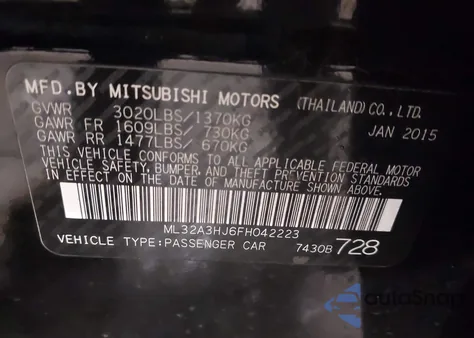 MFD.BY MITSUBISHI MOTORS (THAILAND)CO.,LTD.
GVWR 3020LBS/1370KG JAN 2015
GAWR FR 1609LBS/ 730KG
GAWR RR 1477LBS/ 670KG
THIS VEHICLE CONFORMS TO ALL APPLICABLE FEDERAL MOTOR
VEHICLE SAFETY, BUMPER, AND THEFT PREVENTION STANDARDS
IN EFFECT ON THE DATE OF MANUFACTURE SHOWN ABOVE.
ML32A3HJ6FH042223
VEHICLE TYPE:PASSENGER CAR 7430B 728
autoSnap